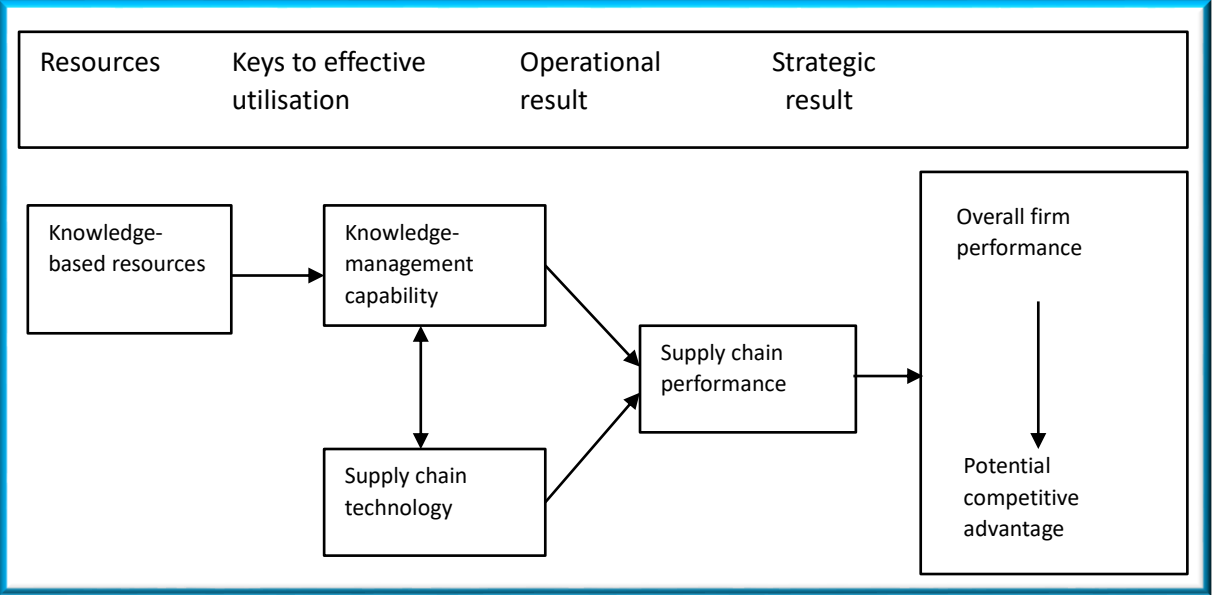 Resources
Keys to effective
utilisation
Operational
result
Strategic
result
Knowledge-
based resources
Knowledge-
management
capability
Supply chain
technology
Supply chain
performance
Overall firm
performance
Potential
competitive
advantage